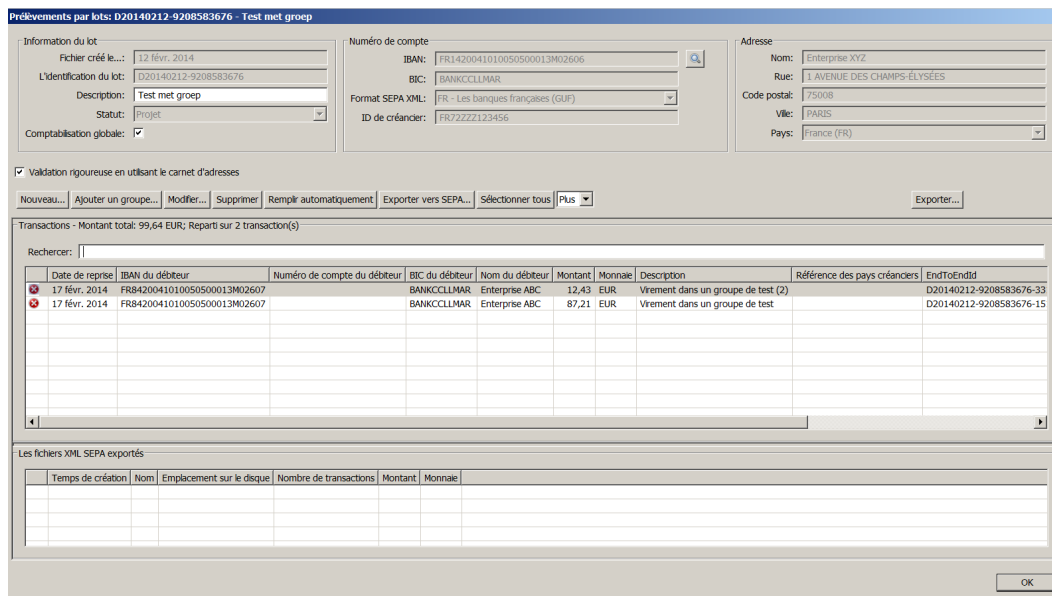 Prélèvements par lots: D20140212-9208583676 - Test met groep
Information du lot
Fichier créé le...: 12 févr. 2014
L'identification du lot: D20140212-9208583676
Description: Test met groep
Statut: Projet
Comptabilisation globale:
Numéro de compte
IBAN: FR1420041010050500013M02606
BIC: BANKCCLLMAR
Format SEPA XML: FR - Les banques françaises (GUF)
ID de créancier: FR72ZZZ123456
Adresse
Nom: Enterprise XYZ
Rue: 1 AVENUE DES CHAMPS-ÉLYSÉES
Code postal: 75008
Ville: PARIS
Pays: France (FR)
Validation rigoureuse en utilisant le carnet d'adresses
Nouveau... Ajouter un groupe... Modifier... Supprimer Remplir automatiquement Exporter vers SEPA... Sélectionner tous Plus Exporter...
Transactions - Montant total: 99,64 EUR; Reparti sur 2 transaction(s)
Rechercer:
Date de reprise IBAN du débiteur Numéro de compte du débiteur BIC du débiteur Nom du débiteur Montant Monnaie Description Référence des pays créanciers EndToEndId
17 févr. 2014 FR8420041010050500013M02607 BANKCCLLMAR Enterprise ABC 12,43 EUR Virement dans un groupe de test (2) D20140212-9208583676-33
17 févr. 2014 FR8420041010050500013M02607 BANKCCLLMAR Enterprise ABC 87,21 EUR Virement dans un groupe de test D20140212-9208583676-15
Les fichiers XML SEPA exportés
Temps de création Nom Emplacement sur le disque Nombre de transactions Montant Monnaie
OK